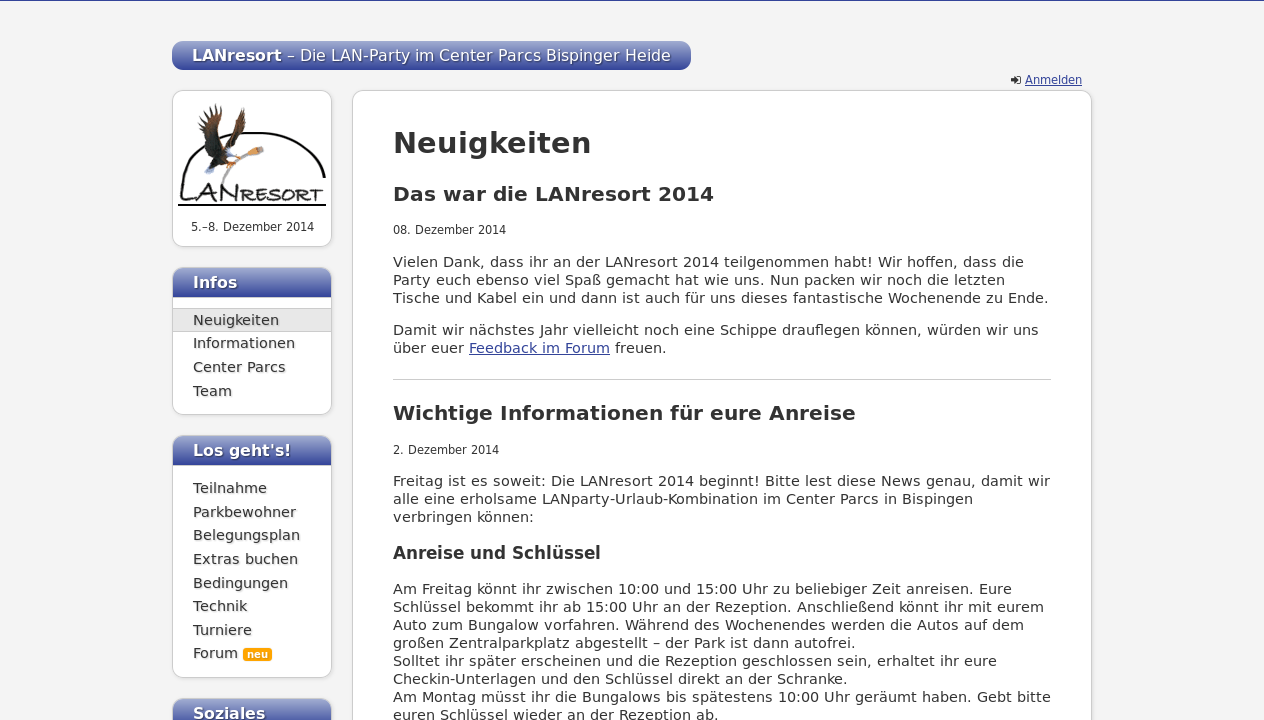 LANresort – Die LAN-Party im Center Parcs Bispinger Heide
Anmelden
LANRESORT
5.–8. Dezember 2014
Infos
Neuigkeiten
Informationen
Center Parcs
Team
Los geht's!
Teilnahme
Parkbewohner
Belegungsplan
Extras buchen
Bedingungen
Technik
Turniere
Forum neu
Soziales
Neuigkeiten
Das war die LANresort 2014
08. Dezember 2014
Vielen Dank, dass ihr an der LANresort 2014 teilgenommen habt! Wir hoffen, dass die
Party euch ebenso viel Spaß gemacht hat wie uns. Nun packen wir noch die letzten
Tische und Kabel ein und dann ist auch für uns dieses fantastische Wochenende zu Ende.
Damit wir nächstes Jahr vielleicht noch eine Schippe drauflegen können, würden wir uns
über euer Feedback im Forum freuen.
Wichtige Informationen für eure Anreise
2. Dezember 2014
Freitag ist es soweit: Die LANresort 2014 beginnt! Bitte lest diese News genau, damit wir
alle eine erholsame LANparty-Urlaub-Kombination im Center Parcs in Bispingen
verbringen können:
Anreise und Schlüssel
Am Freitag könnt ihr zwischen 10:00 und 15:00 Uhr zu beliebiger Zeit anreisen. Eure
Schlüssel bekommt ihr ab 15:00 Uhr an der Rezeption. Anschließend könnt ihr mit eurem
Auto zum Bungalow vorfahren. Während des Wochenendes werden die Autos auf dem
großen Zentralparkplatz abgestellt – der Park ist dann autofrei.
Solltet ihr später erscheinen und die Rezeption geschlossen sein, erhaltet ihr eure
Checkin-Unterlagen und den Schlüssel direkt an der Schranke.
Am Montag müsst ihr die Bungalows bis spätestens 10:00 Uhr geräumt haben. Gebt bitte
euren Schlüssel wieder an der Rezeption ab.